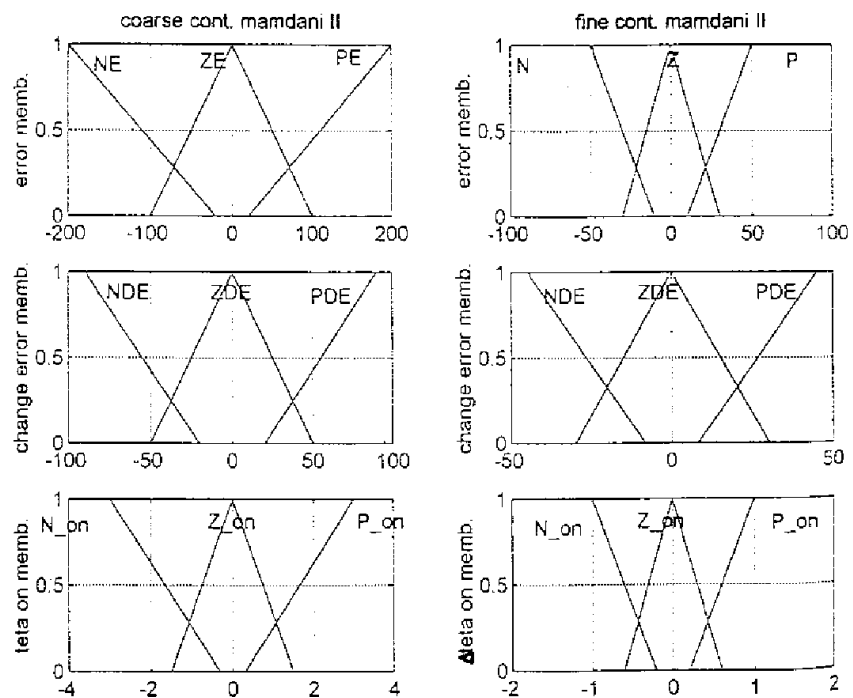 coarse cont. mamdani II
fine cont. mamdani II
error memb.
1
0.5
0
NE
ZE
PE
-200
-100
0
100
200
error memb.
1
0.5
0
N
Z
P
-100
-50
0
50
100
change error memb.
1
0.5
0
NDE
ZDE
PDE
-100
-50
0
50
100
change error memb.
1
0.5
0
NDE
ZDE
PDE
-50
0
50
teta on memb.
1
0.5
0
N_on
Z_on
P_on
-4
-2
0
2
4
Δteta on memb.
1
0.5
0
N_on
Z_on
P_on
-2
-1
0
1
2